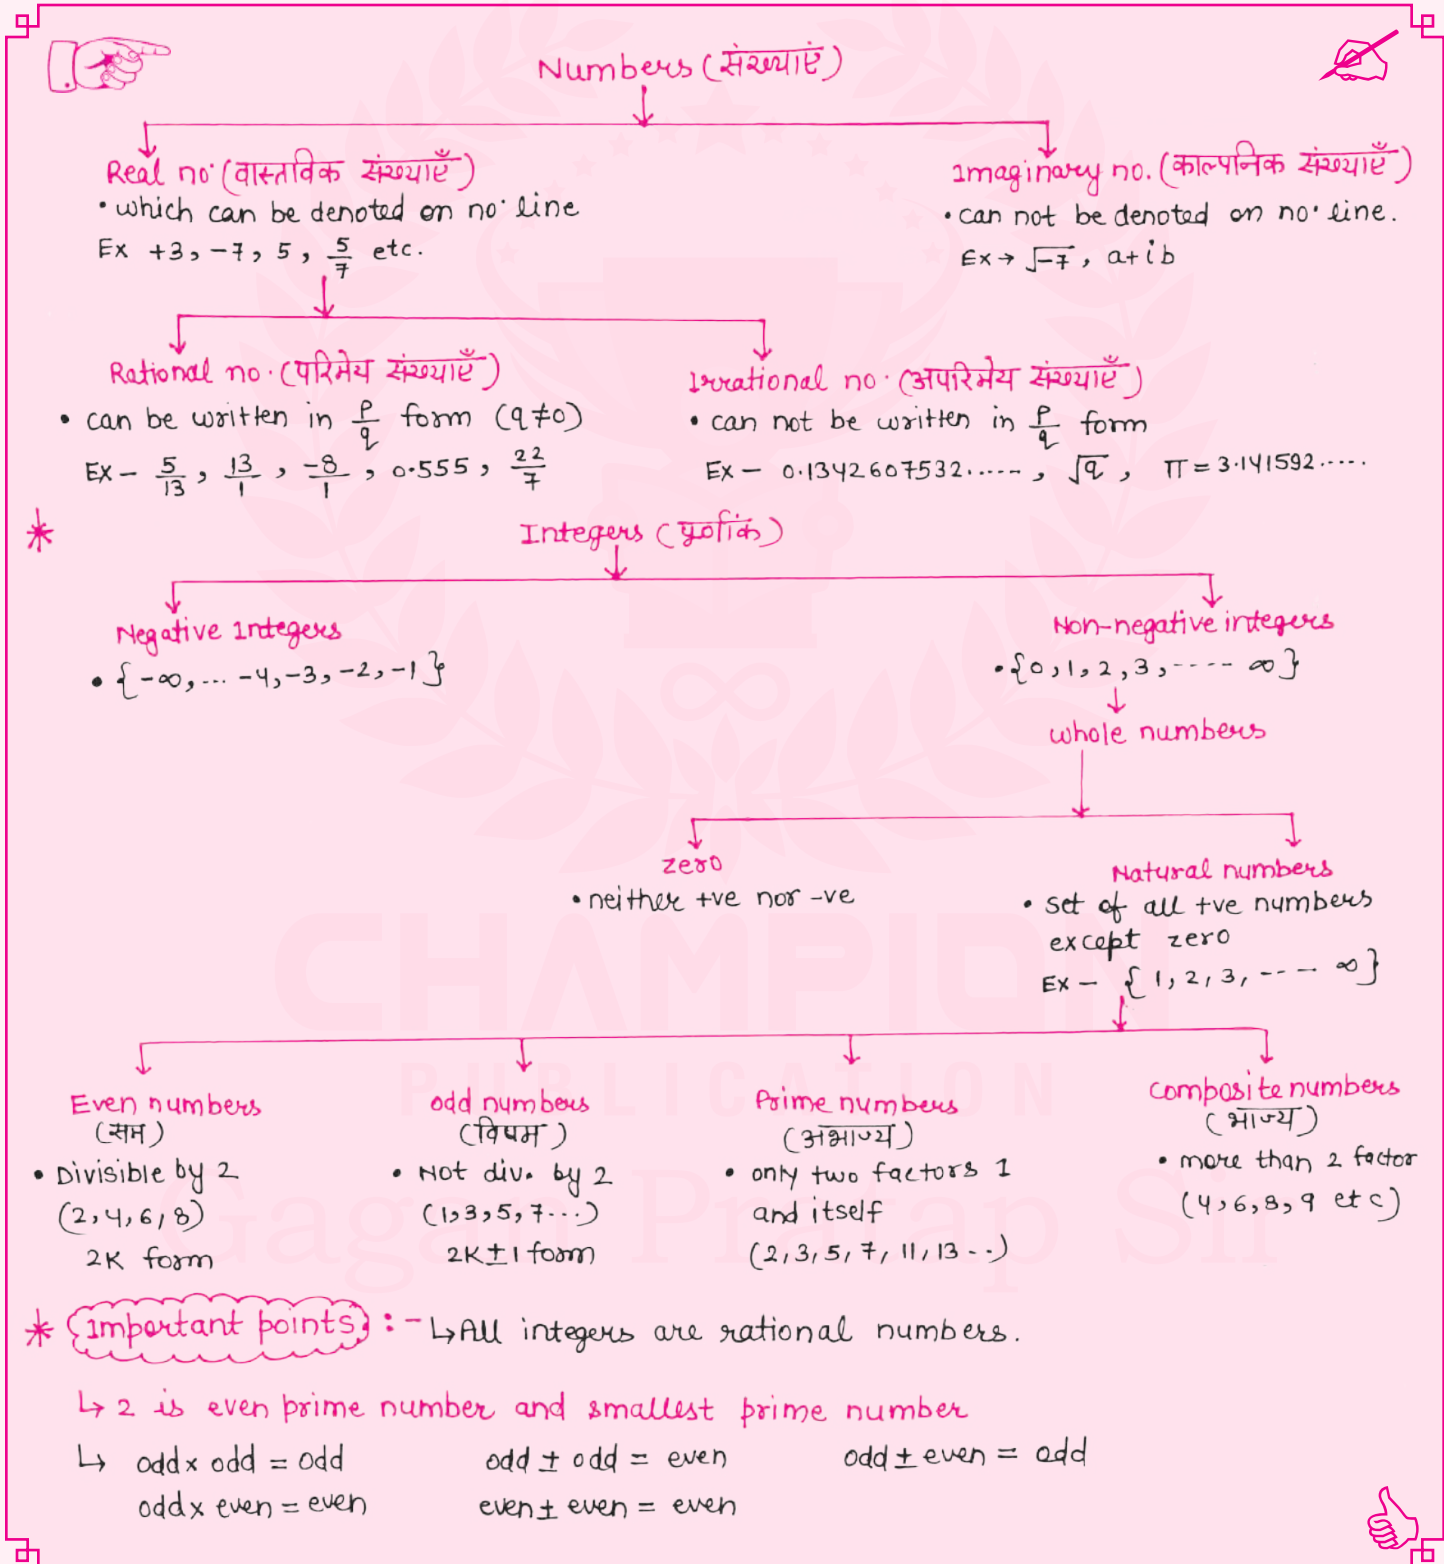 Numbers (संख्याएं)
Real no. (वास्तविक संख्याएँ)
• which can be denoted on no. line
Ex +3, -7, 5, 5/7 etc.
Imaginary no. (काल्पनिक संख्याएँ)
• can not be denoted on no. line.
Ex → √-7, a+ib
Rational no. (परिमेय संख्याएँ)
• can be written in p/q form (q≠0)
Ex - 5/13, 13/1, -8/1, 0.555, 22/7
Irrational no. (अपरिमेय संख्याएँ)
• can not be written in p/q form
Ex - 0.1342607532......, √q, π = 3.141592.....
* Integers (पूर्णांक)
Negative Integers
• {-∞, ... -4, -3, -2, -1}
Non-negative integers
• {0, 1, 2, 3, ----- ∞}
whole numbers
zero
• neither +ve nor -ve
Natural numbers
• set of all +ve numbers
except zero
Ex - {1, 2, 3, ---- ∞}
Even numbers
(सम)
• Divisible by 2
(2, 4, 6, 8)
2K form
odd numbers
(विषम)
• Not div. by 2
(1, 3, 5, 7...)
2K±1 form
Prime numbers
(अभाज्य)
• only two factors 1
and itself
(2, 3, 5, 7, 11, 13 - -)
Composite numbers
(भाज्य)
• more than 2 factor
(4, 6, 8, 9 etc)
CHAMPION
PUBLICATION
Gagan Pratap Sir
* Important points :- ↳ All integers are rational numbers.
↳ 2 is even prime number and smallest prime number
↳ odd x odd = odd odd ± odd = even odd ± even = odd
odd x even = even even ± even = even